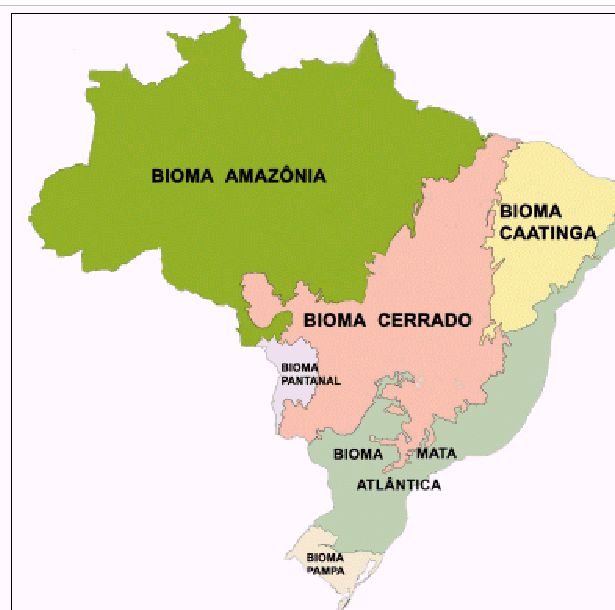 BIOMA AMAZÔNIA
BIOMA
CAATINGA
BIOMA CERRADO
BIOMA
PANTANAL
BIOMA MATA
ATLÂNTICA
BIOMA
PAMPA